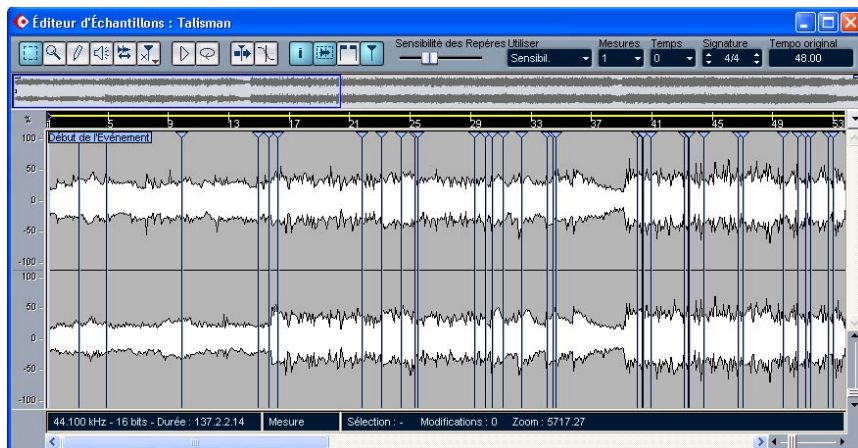 Éditeur d'Échantillons : Talisman
Sensibilité des Repères Utiliser Mesures Temps Signature Tempo original
Sensibil. 1 0 4/4 48.00
% 1 5 9 13 17 21 25 29 33 37 41 45 49 53
Début de l'Evénement
100
50
0
-50
-100
100
50
0
-50
-100
44.100 kHz - 16 bits - Durée : 137.2.2.14 Mesure Sélection : - Modifications : 0 Zoom : 5717.27